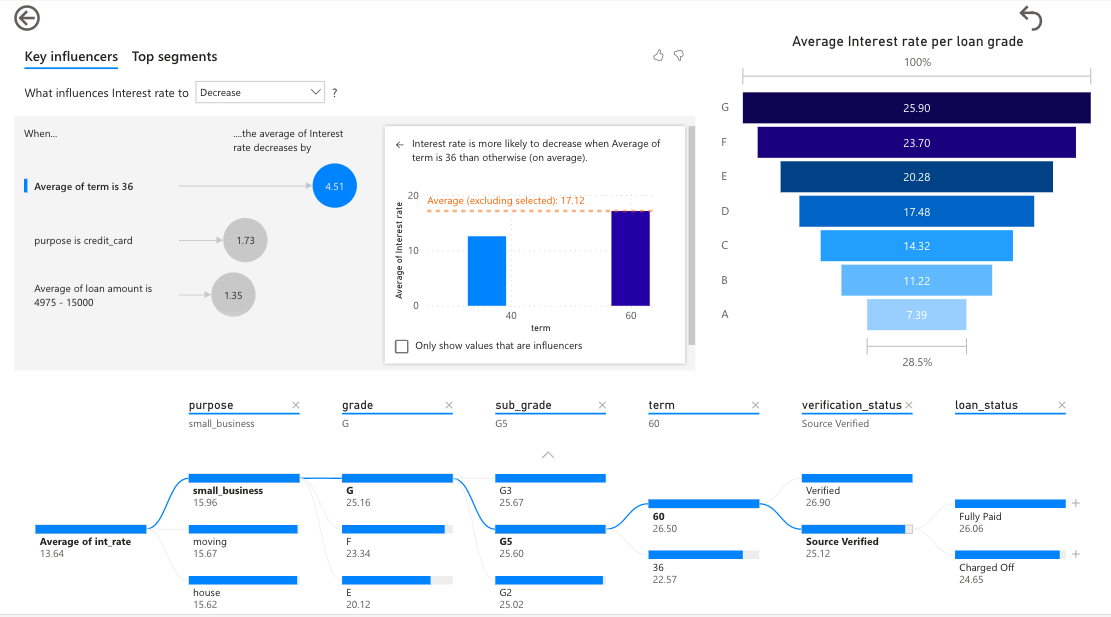 Key influencers
Top segments
What influences Interest rate to
Decrease
?
When...
....the average of Interest
rate decreases by
Average of term is 36
4.51
purpose is credit_card
1.73
Average of loan amount is
4975 - 15000
1.35
Interest rate is more likely to decrease when Average of
term is 36 than otherwise (on average).
20
10
0
Average of Interest rate
Average (excluding selected): 17.12
40
60
term
Only show values that are influencers
Average Interest rate per loan grade
100%
G
25.90
F
23.70
E
20.28
D
17.48
C
14.32
B
11.22
A
7.39
28.5%
purpose
small_business
grade
G
sub_grade
G5
term
60
verification_status
Source Verified
loan_status
Average of int_rate
13.64
small_business
15.96
moving
15.67
house
15.62
G
25.16
F
23.34
E
20.12
G3
25.67
G5
25.60
G2
25.02
60
26.50
36
22.57
Verified
26.90
Source Verified
25.12
Fully Paid
26.06
Charged Off
24.65